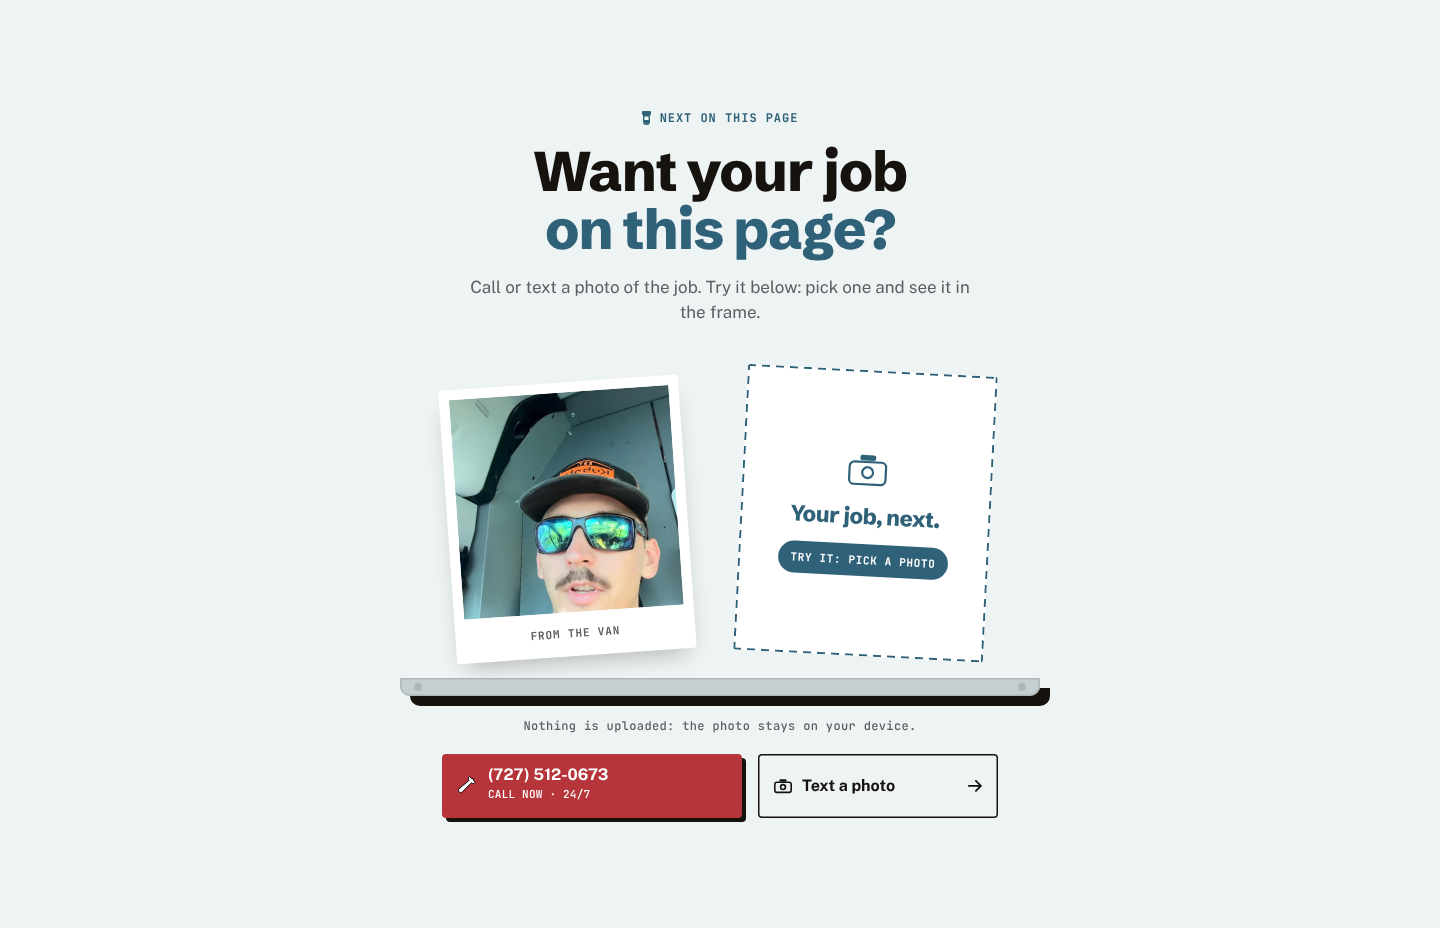 NEXT ON THIS PAGE
Want your job
on this page?
Call or text a photo of the job. Try it below: pick one and see it in
the frame.
Your job, next.
TRY IT: PICK A PHOTO
FROM THE VAN
Nothing is uploaded: the photo stays on your device.
(727) 512-0673
CALL NOW · 24/7
Text a photo